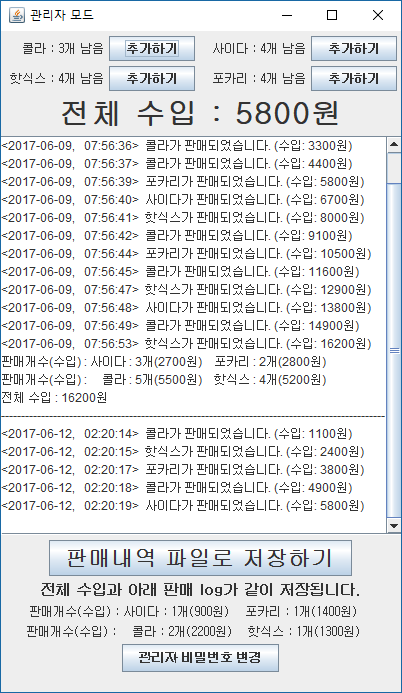 관리자 모드
콜라 : 3개 남음 추가하기 사이다 : 4개 남음 추가하기
핫식스 : 4개 남음 추가하기 포카리 : 4개 남음 추가하기
전체 수입 : 5800원
<2017-06-09, 07:56:36> 콜라가 판매되었습니다. (수입: 3300원)
<2017-06-09, 07:56:37> 콜라가 판매되었습니다. (수입: 4400원)
<2017-06-09, 07:56:39> 포카리가 판매되었습니다. (수입: 5800원)
<2017-06-09, 07:56:40> 사이다가 판매되었습니다. (수입: 6700원)
<2017-06-09, 07:56:41> 핫식스가 판매되었습니다. (수입: 8000원)
<2017-06-09, 07:56:42> 콜라가 판매되었습니다. (수입: 9100원)
<2017-06-09, 07:56:44> 포카리가 판매되었습니다. (수입: 10500원)
<2017-06-09, 07:56:45> 콜라가 판매되었습니다. (수입: 11600원)
<2017-06-09, 07:56:47> 핫식스가 판매되었습니다. (수입: 12900원)
<2017-06-09, 07:56:48> 사이다가 판매되었습니다. (수입: 13800원)
<2017-06-09, 07:56:49> 콜라가 판매되었습니다. (수입: 14900원)
<2017-06-09, 07:56:53> 핫식스가 판매되었습니다. (수입: 16200원)
판매개수(수입) : 사이다 : 3개(2700원) 포카리 : 2개(2800원)
판매개수(수입) : 콜라 : 5개(5500원) 핫식스 : 4개(5200원)
전체 수입 : 16200원
<2017-06-12, 02:20:14> 콜라가 판매되었습니다. (수입: 1100원)
<2017-06-12, 02:20:15> 핫식스가 판매되었습니다. (수입: 2400원)
<2017-06-12, 02:20:17> 포카리가 판매되었습니다. (수입: 3800원)
<2017-06-12, 02:20:18> 콜라가 판매되었습니다. (수입: 4900원)
<2017-06-12, 02:20:19> 사이다가 판매되었습니다. (수입: 5800원)
판매내역 파일로 저장하기
전체 수입과 아래 판매 log가 같이 저장됩니다.
판매개수(수입) : 사이다 : 1개(900원) 포카리 : 1개(1400원)
판매개수(수입) : 콜라 : 2개(2200원) 핫식스 : 1개(1300원)
관리자 비밀번호 변경